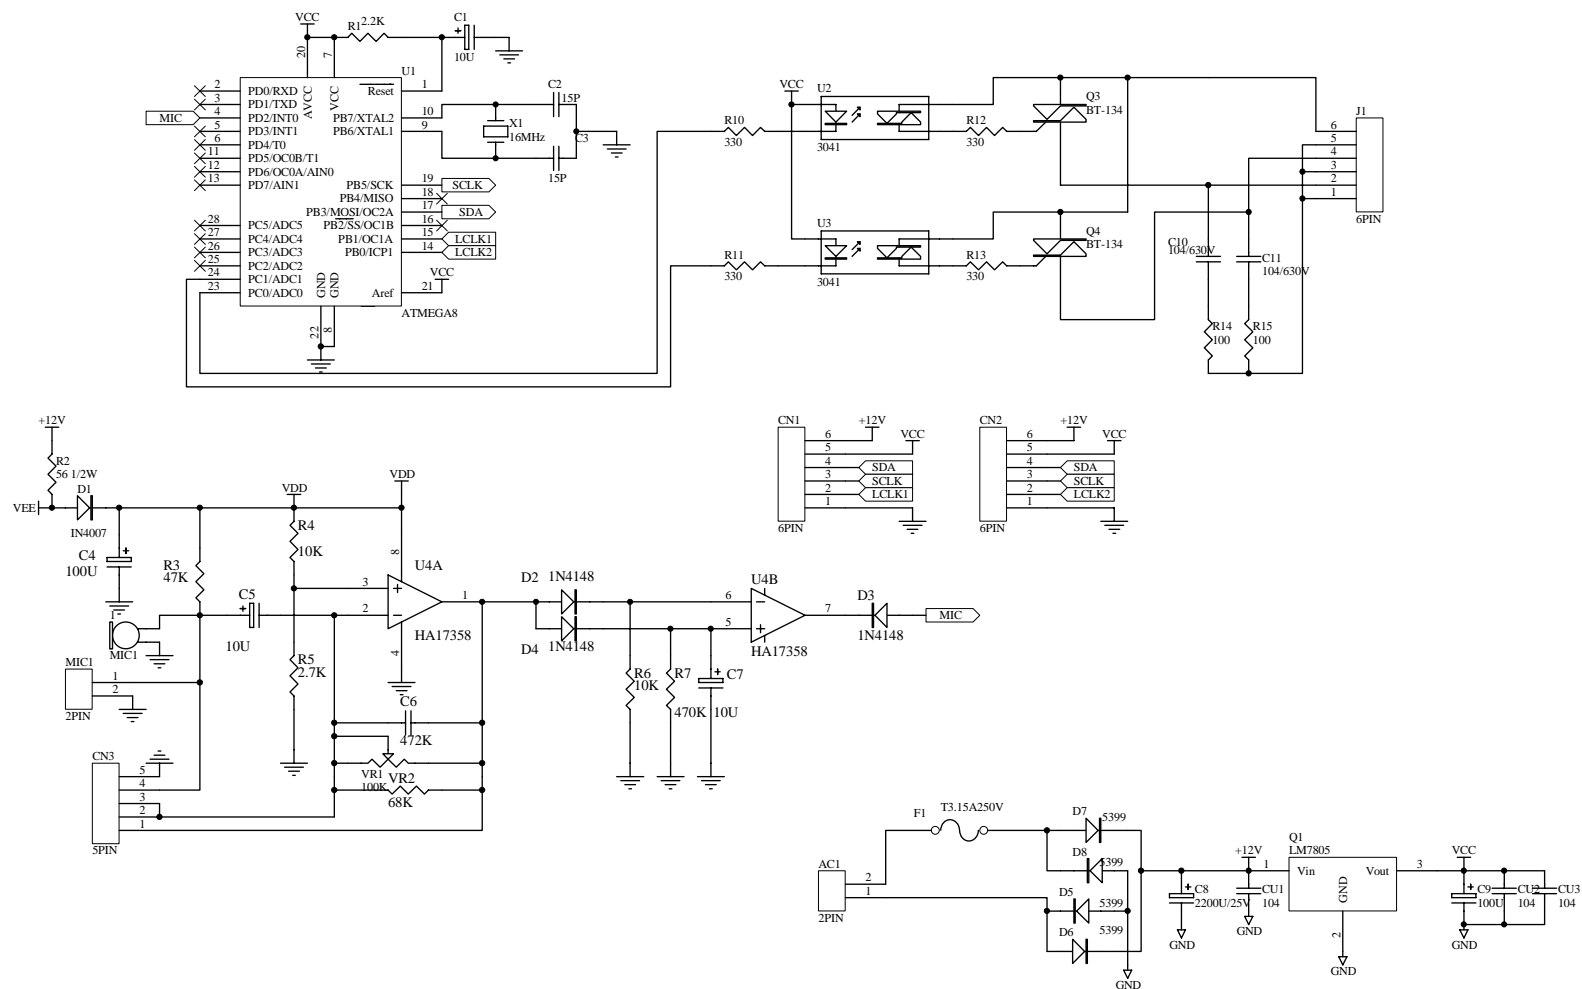 VCC
R1 2.2K
C1
+
10U
20
7
U1
2 PD0/RXD
3 PD1/TXD
MIC 4 PD2/INT0
5 PD3/INT1
6 PD4/T0
11 PD5/OC0B/T1
12 PD6/OC0A/AIN0
13 PD7/AIN1
28 PC5/ADC5
27 PC4/ADC4
26 PC3/ADC3
25 PC2/ADC2
24 PC1/ADC1
23 PC0/ADC0
AVCC
VCC
Reset 1
PB7/XTAL2 10
PB6/XTAL1 9
PB5/SCK 19 SCLK
PB4/MISO 18
PB3/MOSI/OC2A 17 SDA
PB2/SS/OC1B 16
PB1/OC1A 15 LCLK1
PB0/ICP1 14 LCLK2
Aref 21 VCC
GND
GND
22
8
ATMEGA8
C2
15P
X1
16MHz
C3
15P
VCC
U2
3041
R10
330
R12
330
Q3
BT-134
U3
3041
R11
330
R13
330
Q4
BT-134
C10
104/630V
C11
104/630V
R14
100
R15
100
J1
6
5
4
3
2
1
6PIN
+12V
R2
56 1/2W
VEE
D1
IN4007
C4
+
100U
R3
47K
VDD
R4
10K
VDD
8
U4A
3 +
2 −
1
4
HA17358
C5
+
10U
1
MIC1
R5
2.7K
MIC1
1
2
2PIN
C6
472K
VR1
100K
VR2
68K
CN3
5
4
3
2
1
5PIN
D2 1N4148
D4 1N4148
R6
10K
R7
470K
C7
+
10U
U4B
6 −
5 +
7
HA17358
D3
1N4148
MIC
CN1
+12V
6
VCC
5
4 SDA
3 SCLK
2 LCLK1
1
6PIN
CN2
+12V
6
VCC
5
4 SDA
3 SCLK
2 LCLK2
1
6PIN
AC1
2
1
2PIN
F1
T3.15A250V
D7 5399
D8 5399
D5 5399
D6 5399
GND
C8
+
2200U/25V
GND
+12V
CU1
104
GND
Q1
LM7805
1 Vin
Vout 3
GND
2
GND
VCC
C9
+
100U
CU2
104
CU3
104
GND